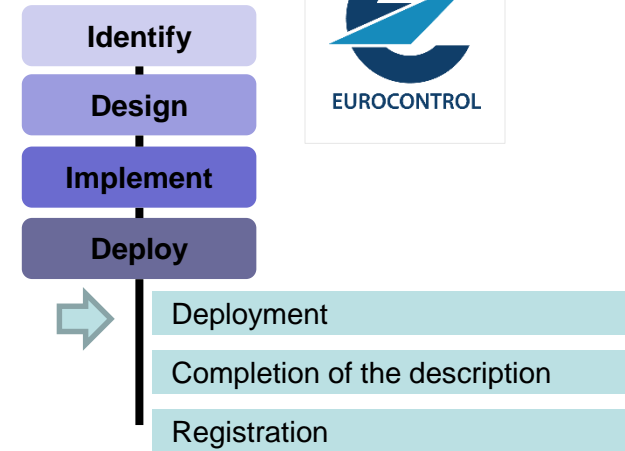 Identify
EUROCONTROL
Design
Implement
Deploy
Deployment
Completion of the description
Registration